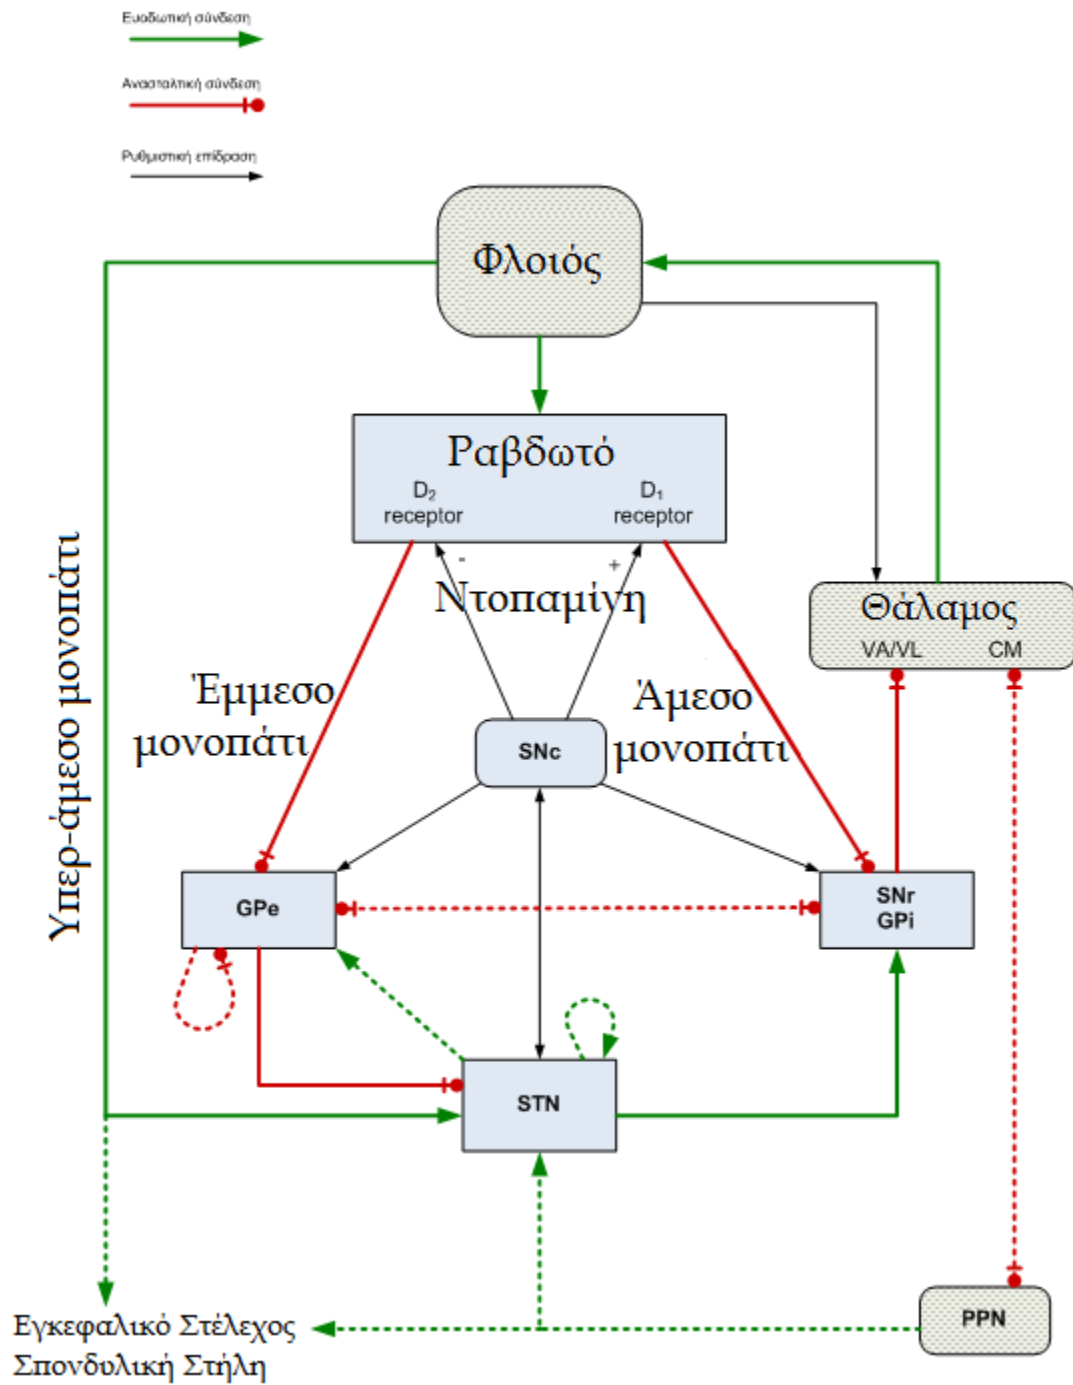 Ευοδωτική σύνδεση
Ανασταλτική σύνδεση
Ρυθμιστική επίδραση
Φλοιός
Ραβδωτό
D₂
receptor
D₁
receptor
-
+
Ντοπαμίνη
Θάλαμος
VA/VL CM
Υπερ-άμεσο μονοπάτι
Έμμεσο
μονοπάτι
Άμεσο
μονοπάτι
SNc
GPe
SNr
GPi
STN
PPN
Εγκεφαλικό Στέλεχος
Σπονδυλική Στήλη